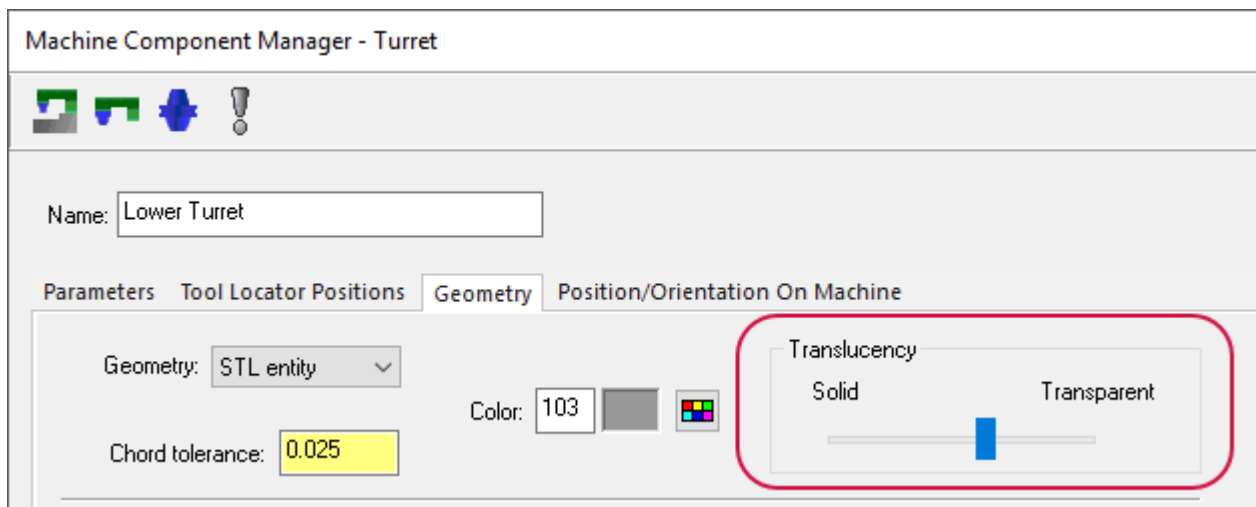 Machine Component Manager - Turret
Name: Lower Turret
Parameters Tool Locator Positions Geometry Position/Orientation On Machine
Geometry: STL entity
Color: 103
Chord tolerance: 0.025
Translucency
Solid Transparent